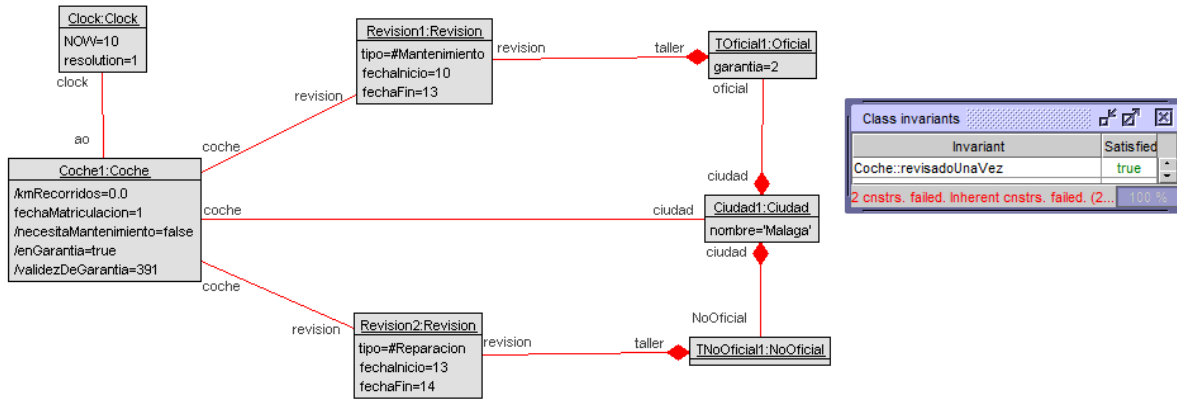 Clock:Clock
NOW=10
resolution=1
clock
ao
Revision1:Revision
tipo=#Mantenimiento
fechaInicio=10
fechaFin=13
revision
revision
coche
taller
TOficial1:Oficial
garantia=2
oficial
Class invariants
Invariant
Satisfied
Coche::revisadoUnaVez
true
2 cnstrs. failed. Inherent cnstrs. failed. (2...
100 %
Coche1:Coche
/kmRecorridos=0.0
fechaMatriculacion=1
/necesitaMantenimiento=false
/enGarantia=true
/validezDeGarantia=391
coche
ciudad
ciudad
Ciudad1:Ciudad
nombre='Malaga'
ciudad
coche
revision
Revision2:Revision
tipo=#Reparacion
fechaInicio=13
fechaFin=14
revision
taller
NoOficial
TNoOficial1:NoOficial